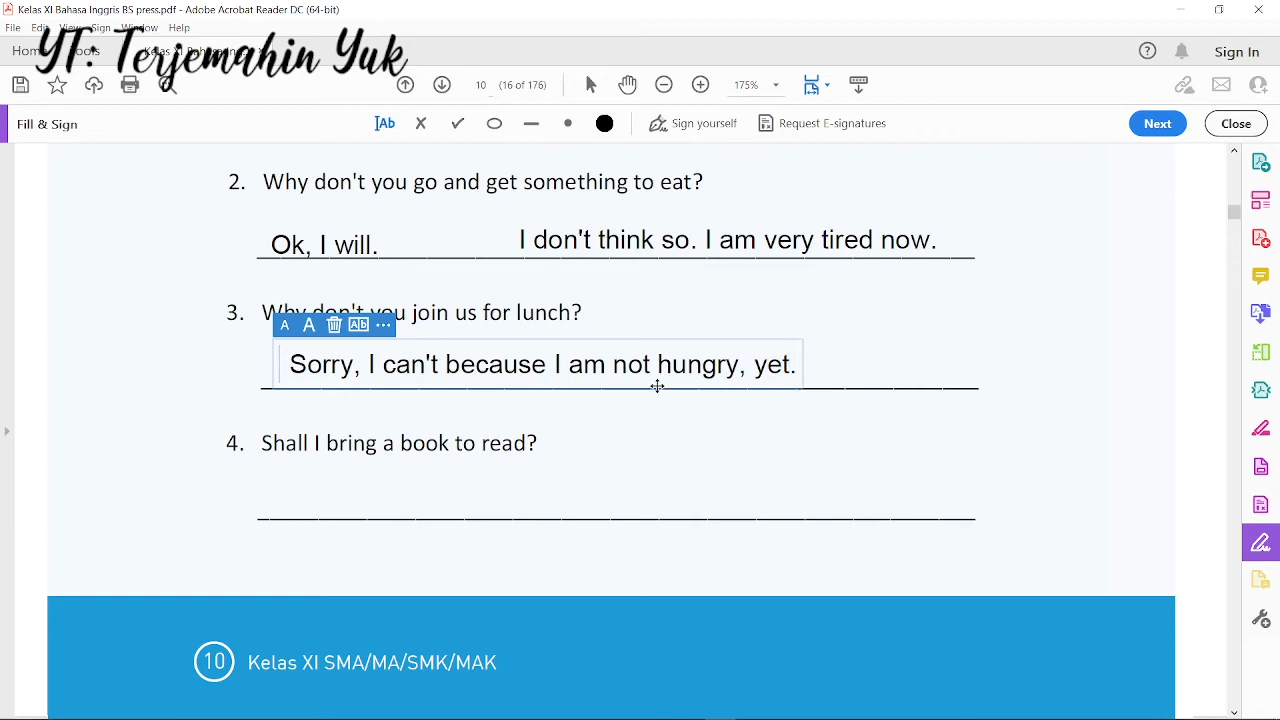 Kelas XI Bahasa Inggris BS press.pdf - Adobe Acrobat Reader DC (64-bit)
File Edit View Sign Window Help
YT: Terjemahin Yuk
Home Tools Sign In
10 (16 of 176) 175%
Fill & Sign Ab Sign yourself Request E-signatures Next Close
2. Why don't you go and get something to eat?
Ok, I will. I don't think so. I am very tired now.
3. Why don't you join us for lunch?
A A Ab ...
Sorry, I can't because I am not hungry, yet.
4. Shall I bring a book to read?
10 Kelas XI SMA/MA/SMK/MAK